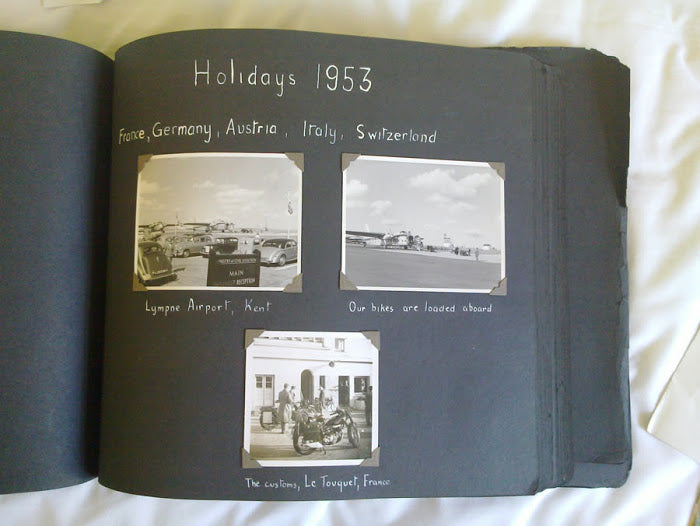 Holidays 1953
France, Germany, Austria, Italy, Switzerland
MAIN
RECEPTION
Lympne Airport, Kent
Our bikes are loaded aboard
The customs, Le Touquet, France